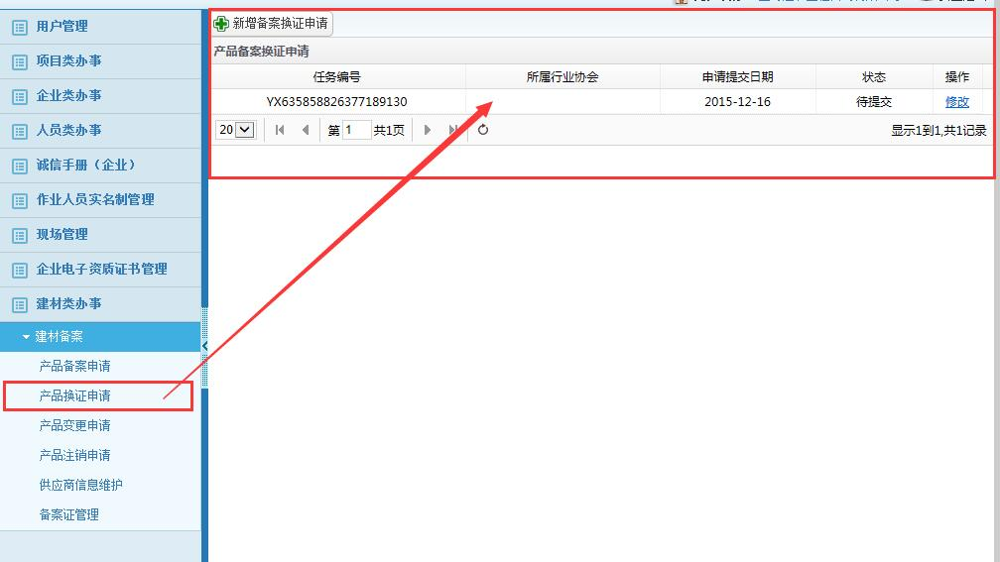 用户管理
项目类办事
企业类办事
人员类办事
诚信手册（企业）
作业人员实名制管理
现场管理
企业电子资质证书管理
建材类办事
建材备案
产品备案申请
产品换证申请
产品变更申请
产品注销申请
供应商信息维护
备案证管理
新增备案换证申请
产品备案换证申请
任务编号 所属行业协会 申请提交日期 状态 操作
YX635858826377189130 2015-12-16 待提交 修改
20 第 1 共1页 显示1到1,共1记录